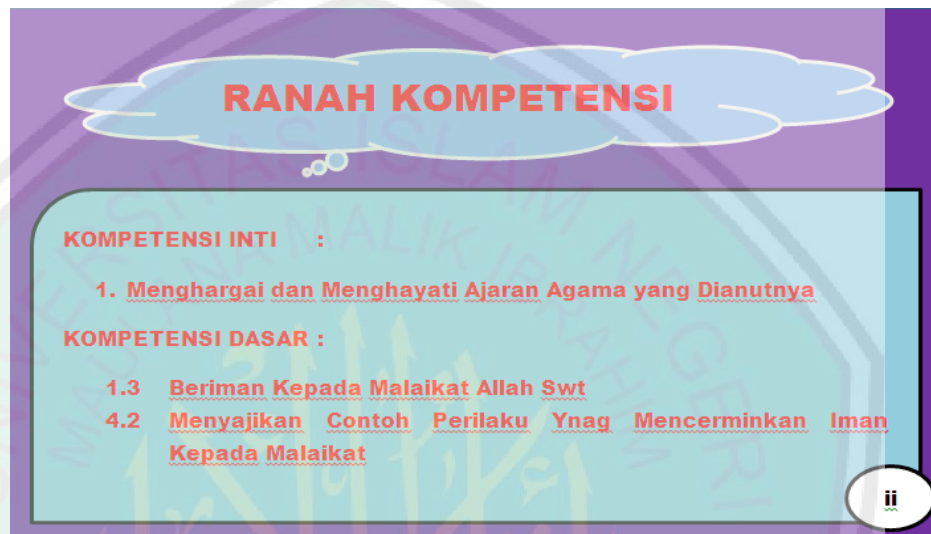 RANAH KOMPETENSI
KOMPETENSI INTI :
1. Menghargai dan Menghayati Ajaran Agama yang Dianutnya
KOMPETENSI DASAR :
1.3 Beriman Kepada Malaikat Allah Swt
4.2 Menyajikan Contoh Perilaku Ynag Mencerminkan Iman
Kepada Malaikat
ii